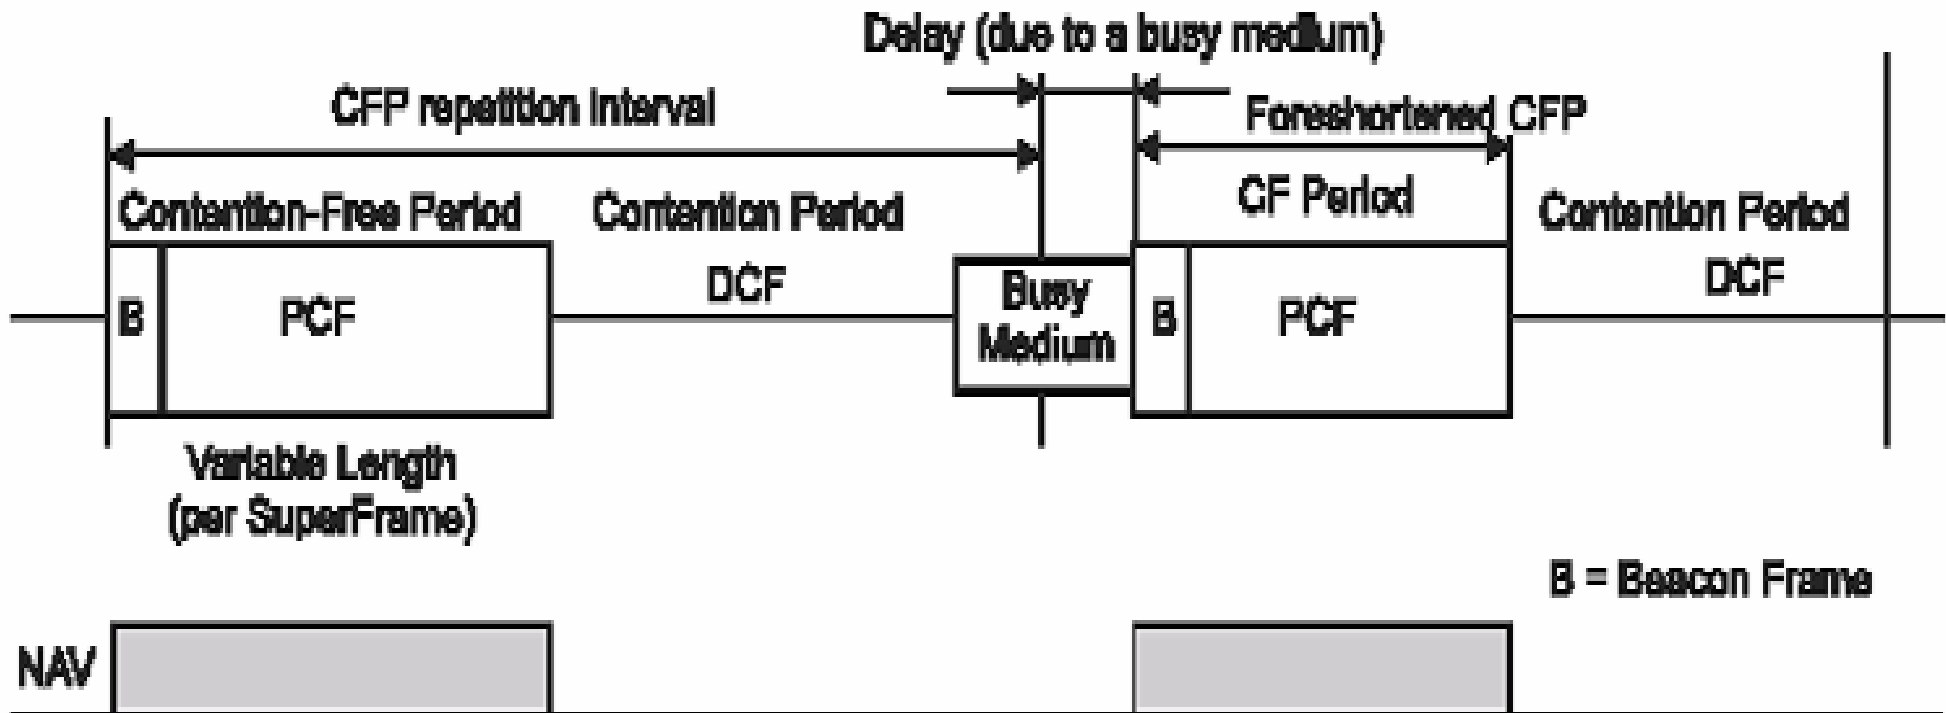 Delay (due to a busy medium)
CFP repetition interval
Foreshortened CFP
Contention-Free Period
Contention Period
CF Period
Contention Period
B
PCF
DCF
Busy
Medium
B
PCF
DCF
Variable Length
(per SuperFrame)
B = Beacon Frame
NAV